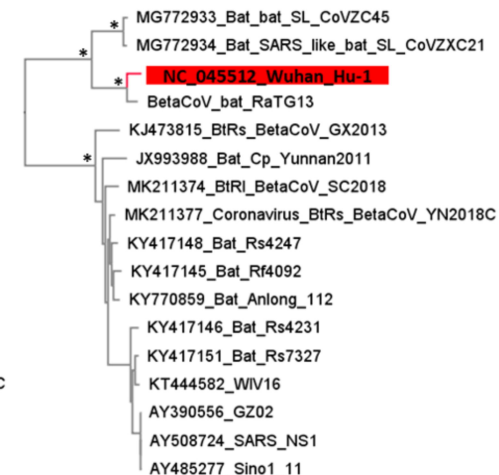 MG772933_Bat_bat_SL_CoVZC45
MG772934_Bat_SARS_like_bat_SL_CoVZXC21
NC_045512_Wuhan_Hu-1
BetaCoV_bat_RaTG13
KJ473815_BtRs_BetaCoV_GX2013
JX993988_Bat_Cp_Yunnan2011
MK211374_BtRl_BetaCoV_SC2018
MK211377_Coronavirus_BtRs_BetaCoV_YN2018C
KY417148_Bat_Rs4247
KY417145_Bat_Rf4092
KY770859_Bat_Anlong_112
KY417146_Bat_Rs4231
KY417151_Bat_Rs7327
C KT444582_WIV16
AY390556_GZ02
AY508724_SARS_NS1
AY485277_Sino1_11